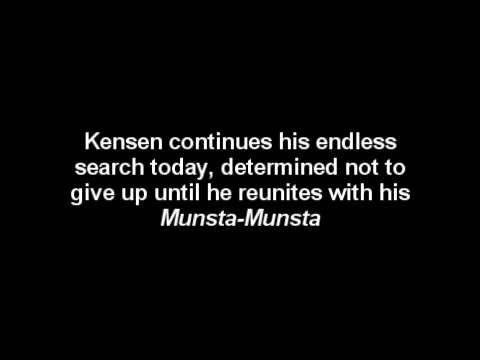 Kensen continues his endless
search today, determined not to
give up until he reunites with his
Munsta-Munsta